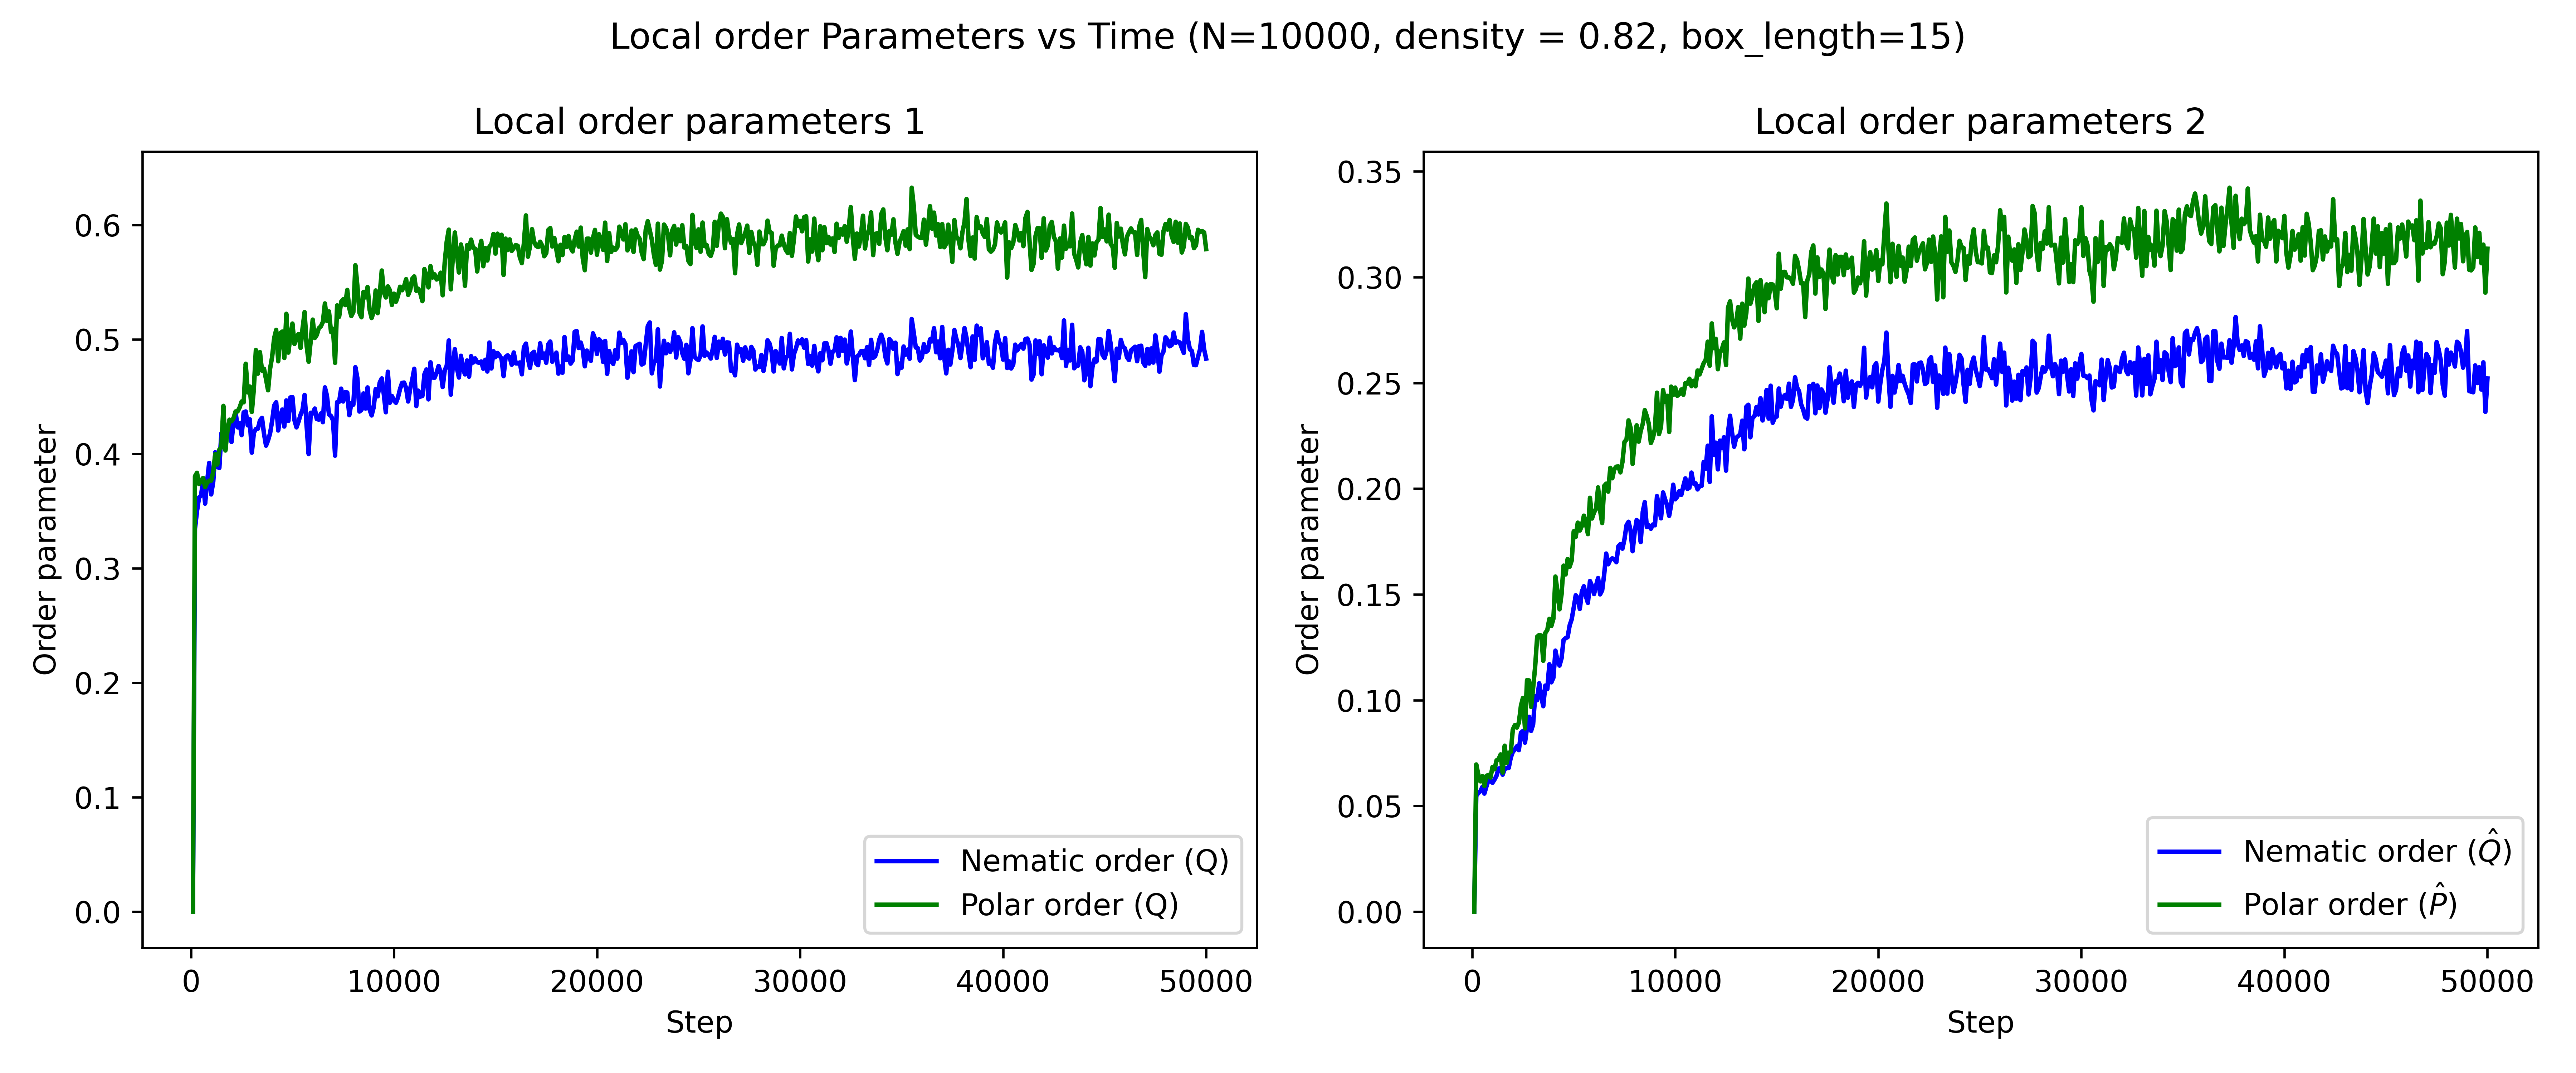 Local order Parameters vs Time (N=10000, density = 0.82, box_length=15)
Local order parameters 1
Order parameter
0.6
0.5
0.4
0.3
0.2
0.1
0.0
0 10000 20000 30000 40000 50000
Step
Nematic order (Q)
Polar order (Q)
Local order parameters 2
Order parameter
0.35
0.30
0.25
0.20
0.15
0.10
0.05
0.00
0 10000 20000 30000 40000 50000
Step
Nematic order (Q̂)
Polar order (P̂)